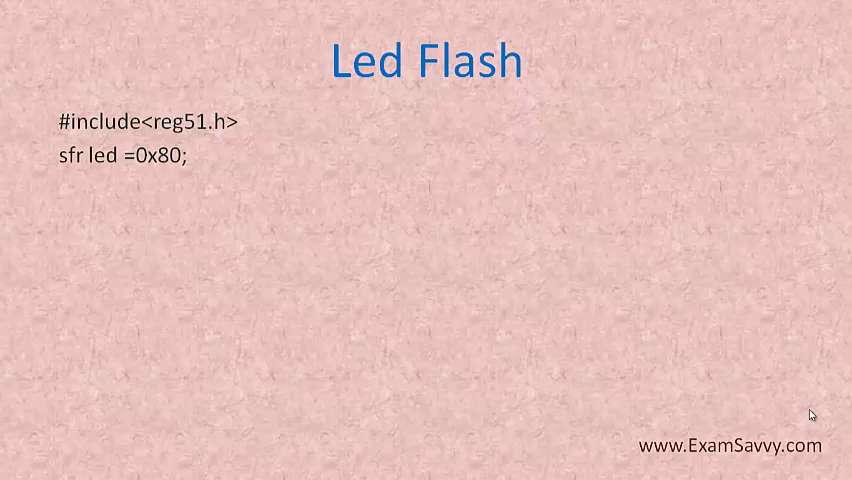 Led Flash
#include<reg51.h>
sfr led =0x80;
www.ExamSavvy.com